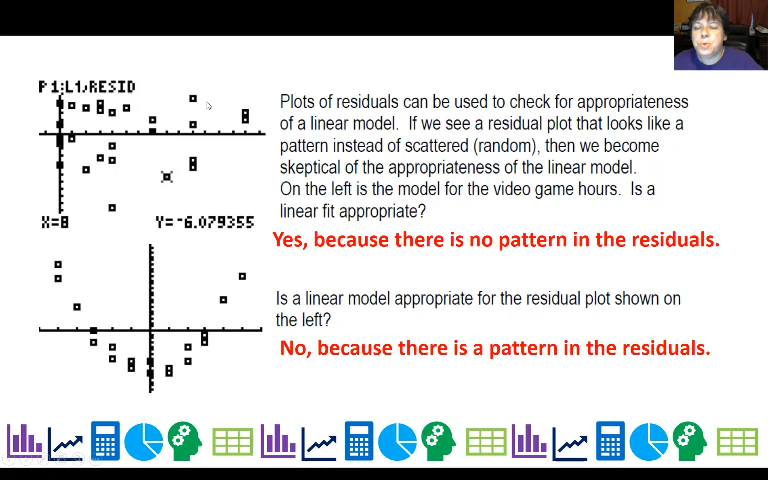 P1:L1,RESID
X=8 Y=-6.079355
Plots of residuals can be used to check for appropriateness
of a linear model. If we see a residual plot that looks like a
pattern instead of scattered (random), then we become
skeptical of the appropriateness of the linear model.
On the left is the model for the video game hours. Is a
linear fit appropriate?
Yes, because there is no pattern in the residuals.
Is a linear model appropriate for the residual plot shown on
the left?
No, because there is a pattern in the residuals.